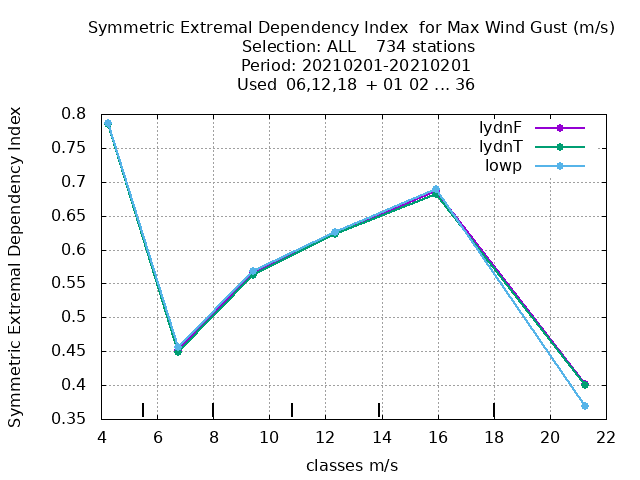 Symmetric Extremal Dependency Index  for Max Wind Gust (m/s)
Selection: ALL    734 stations
Period: 20210201-20210201
Used  06,12,18  + 01 02 ... 36
lydnF
lydnT
lowp
Symmetric Extremal Dependency Index
0.8
0.75
0.7
0.65
0.6
0.55
0.5
0.45
0.4
0.35
4 6 8 10 12 14 16 18 20 22
classes m/s